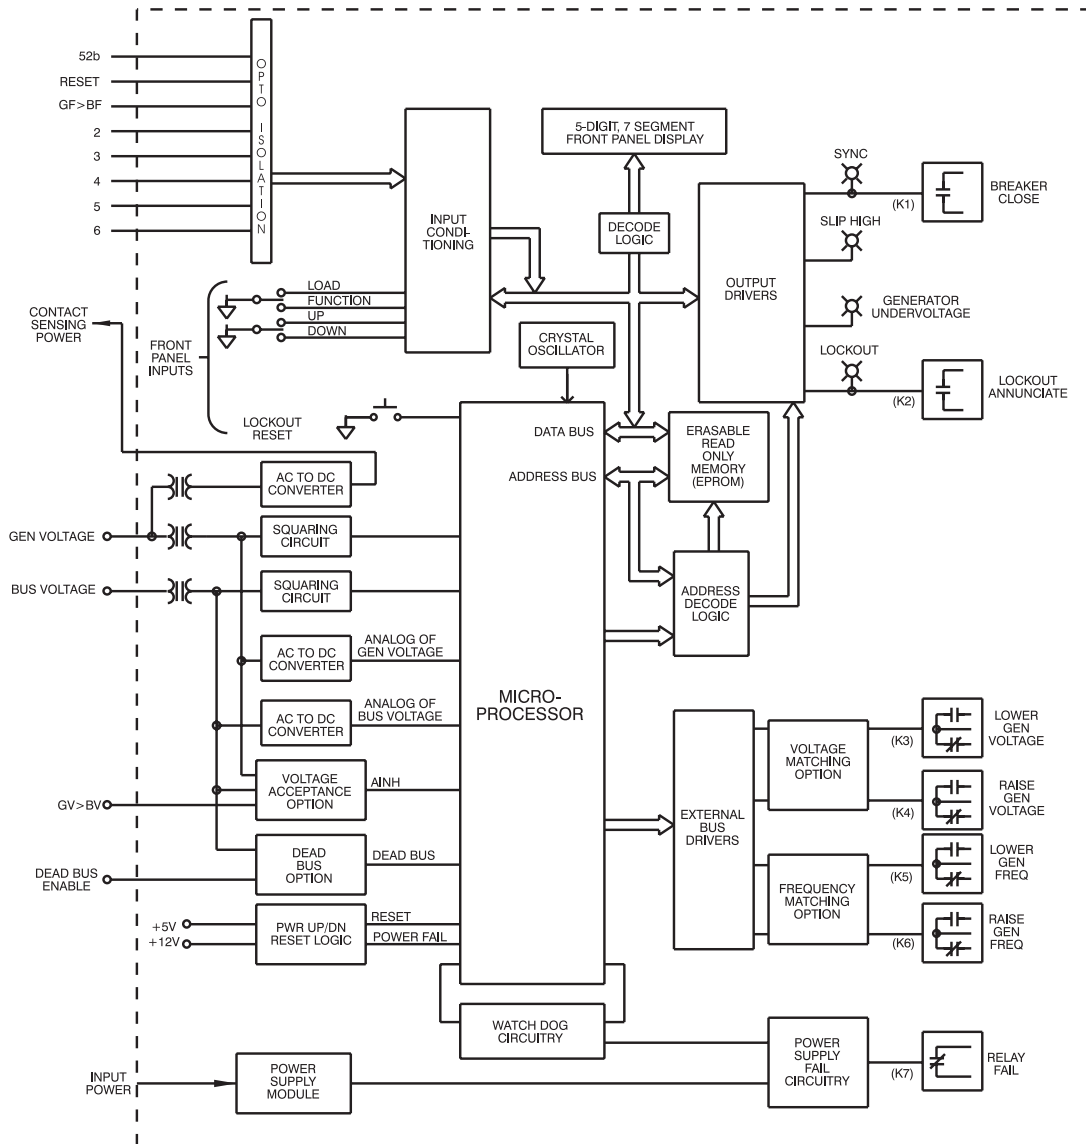 52b
RESET
GF>BF
2
3
4
5
6
OPTO ISOLATION
INPUT
CONDI-
TIONING
5-DIGIT, 7 SEGMENT
FRONT PANEL DISPLAY
DECODE
LOGIC
OUTPUT
DRIVERS
SYNC
(K1)
BREAKER
CLOSE
SLIP HIGH
GENERATOR
UNDERVOLTAGE
LOCKOUT
(K2)
LOCKOUT
ANNUNCIATE
CONTACT
SENSING
POWER
FRONT
PANEL
INPUTS
LOAD
FUNCTION
UP
DOWN
LOCKOUT
RESET
CRYSTAL
OSCILLATOR
DATA BUS
ADDRESS BUS
ERASABLE
READ
ONLY
MEMORY
(EPROM)
ADDRESS
DECODE
LOGIC
MICRO-
PROCESSOR
AC TO DC
CONVERTER
GEN VOLTAGE
SQUARING
CIRCUIT
BUS VOLTAGE
SQUARING
CIRCUIT
AC TO DC
CONVERTER
ANALOG OF
GEN VOLTAGE
AC TO DC
CONVERTER
ANALOG OF
BUS VOLTAGE
GV>BV
VOLTAGE
ACCEPTANCE
OPTION
AINH
DEAD BUS
ENABLE
DEAD
BUS
OPTION
DEAD BUS
+5V
+12V
PWR UP/DN
RESET LOGIC
RESET
POWER FAIL
EXTERNAL
BUS
DRIVERS
VOLTAGE
MATCHING
OPTION
(K3)
LOWER
GEN
VOLTAGE
(K4)
RAISE
GEN
VOLTAGE
FREQUENCY
MATCHING
OPTION
(K5)
LOWER
GEN
FREQ
(K6)
RAISE
GEN
FREQ
WATCH DOG
CIRCUITRY
INPUT
POWER
POWER
SUPPLY
MODULE
POWER
SUPPLY
FAIL
CIRCUITRY
(K7)
RELAY
FAIL